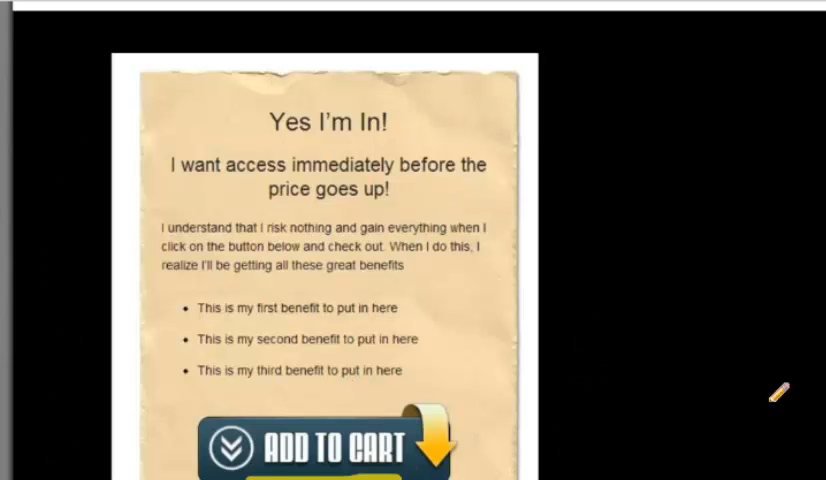 Yes I'm In!
I want access immediately before the
price goes up!
I understand that I risk nothing and gain everything when I
click on the button below and check out. When I do this, I
realize I'll be getting all these great benefits
• This is my first benefit to put in here
• This is my second benefit to put in here
• This is my third benefit to put in here
ADD TO CART